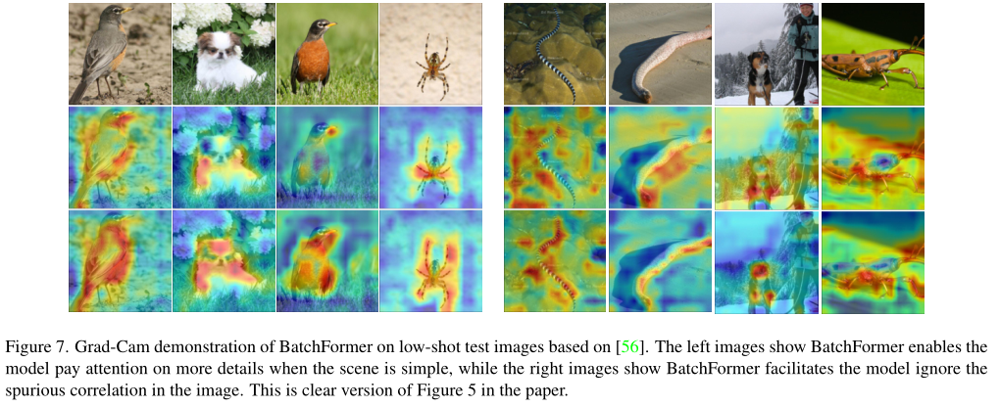 Figure 7. Grad-Cam demonstration of BatchFormer on low-shot test images based on [56]. The left images show BatchFormer enables the
model pay attention on more details when the scene is simple, while the right images show BatchFormer facilitates the model ignore the
spurious correlation in the image. This is clear version of Figure 5 in the paper.